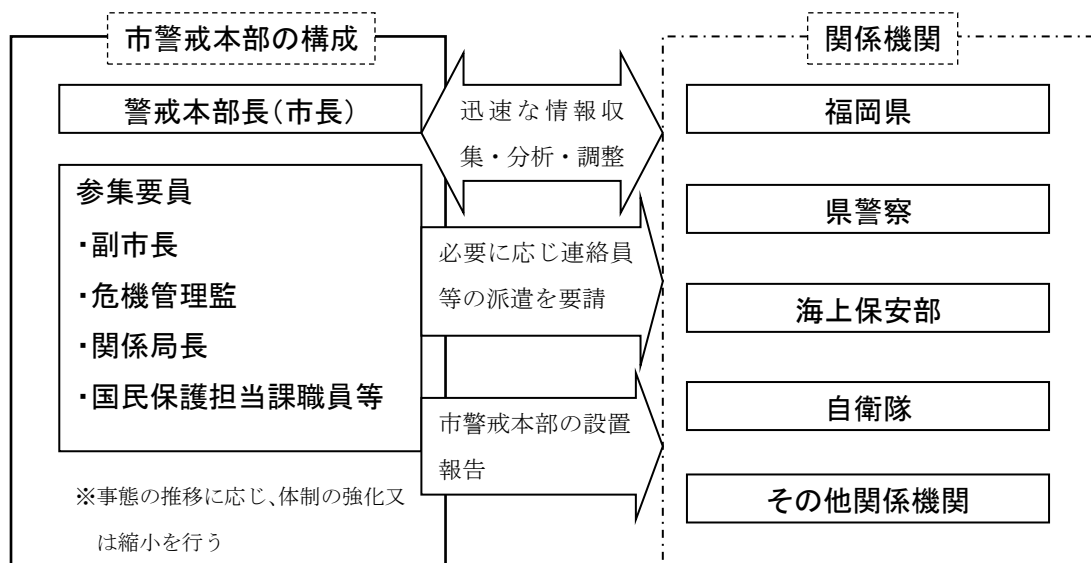 市警戒本部の構成
警戒本部長(市長)
参集要員
・副市長
・危機管理監
・関係局長
・国民保護担当課職員等
※事態の推移に応じ、体制の強化又
は縮小を行う
迅速な情報収
集・分析・調整
必要に応じ連絡員
等の派遣を要請
市警戒本部の設置
報告
関係機関
福岡県
県警察
海上保安部
自衛隊
その他関係機関